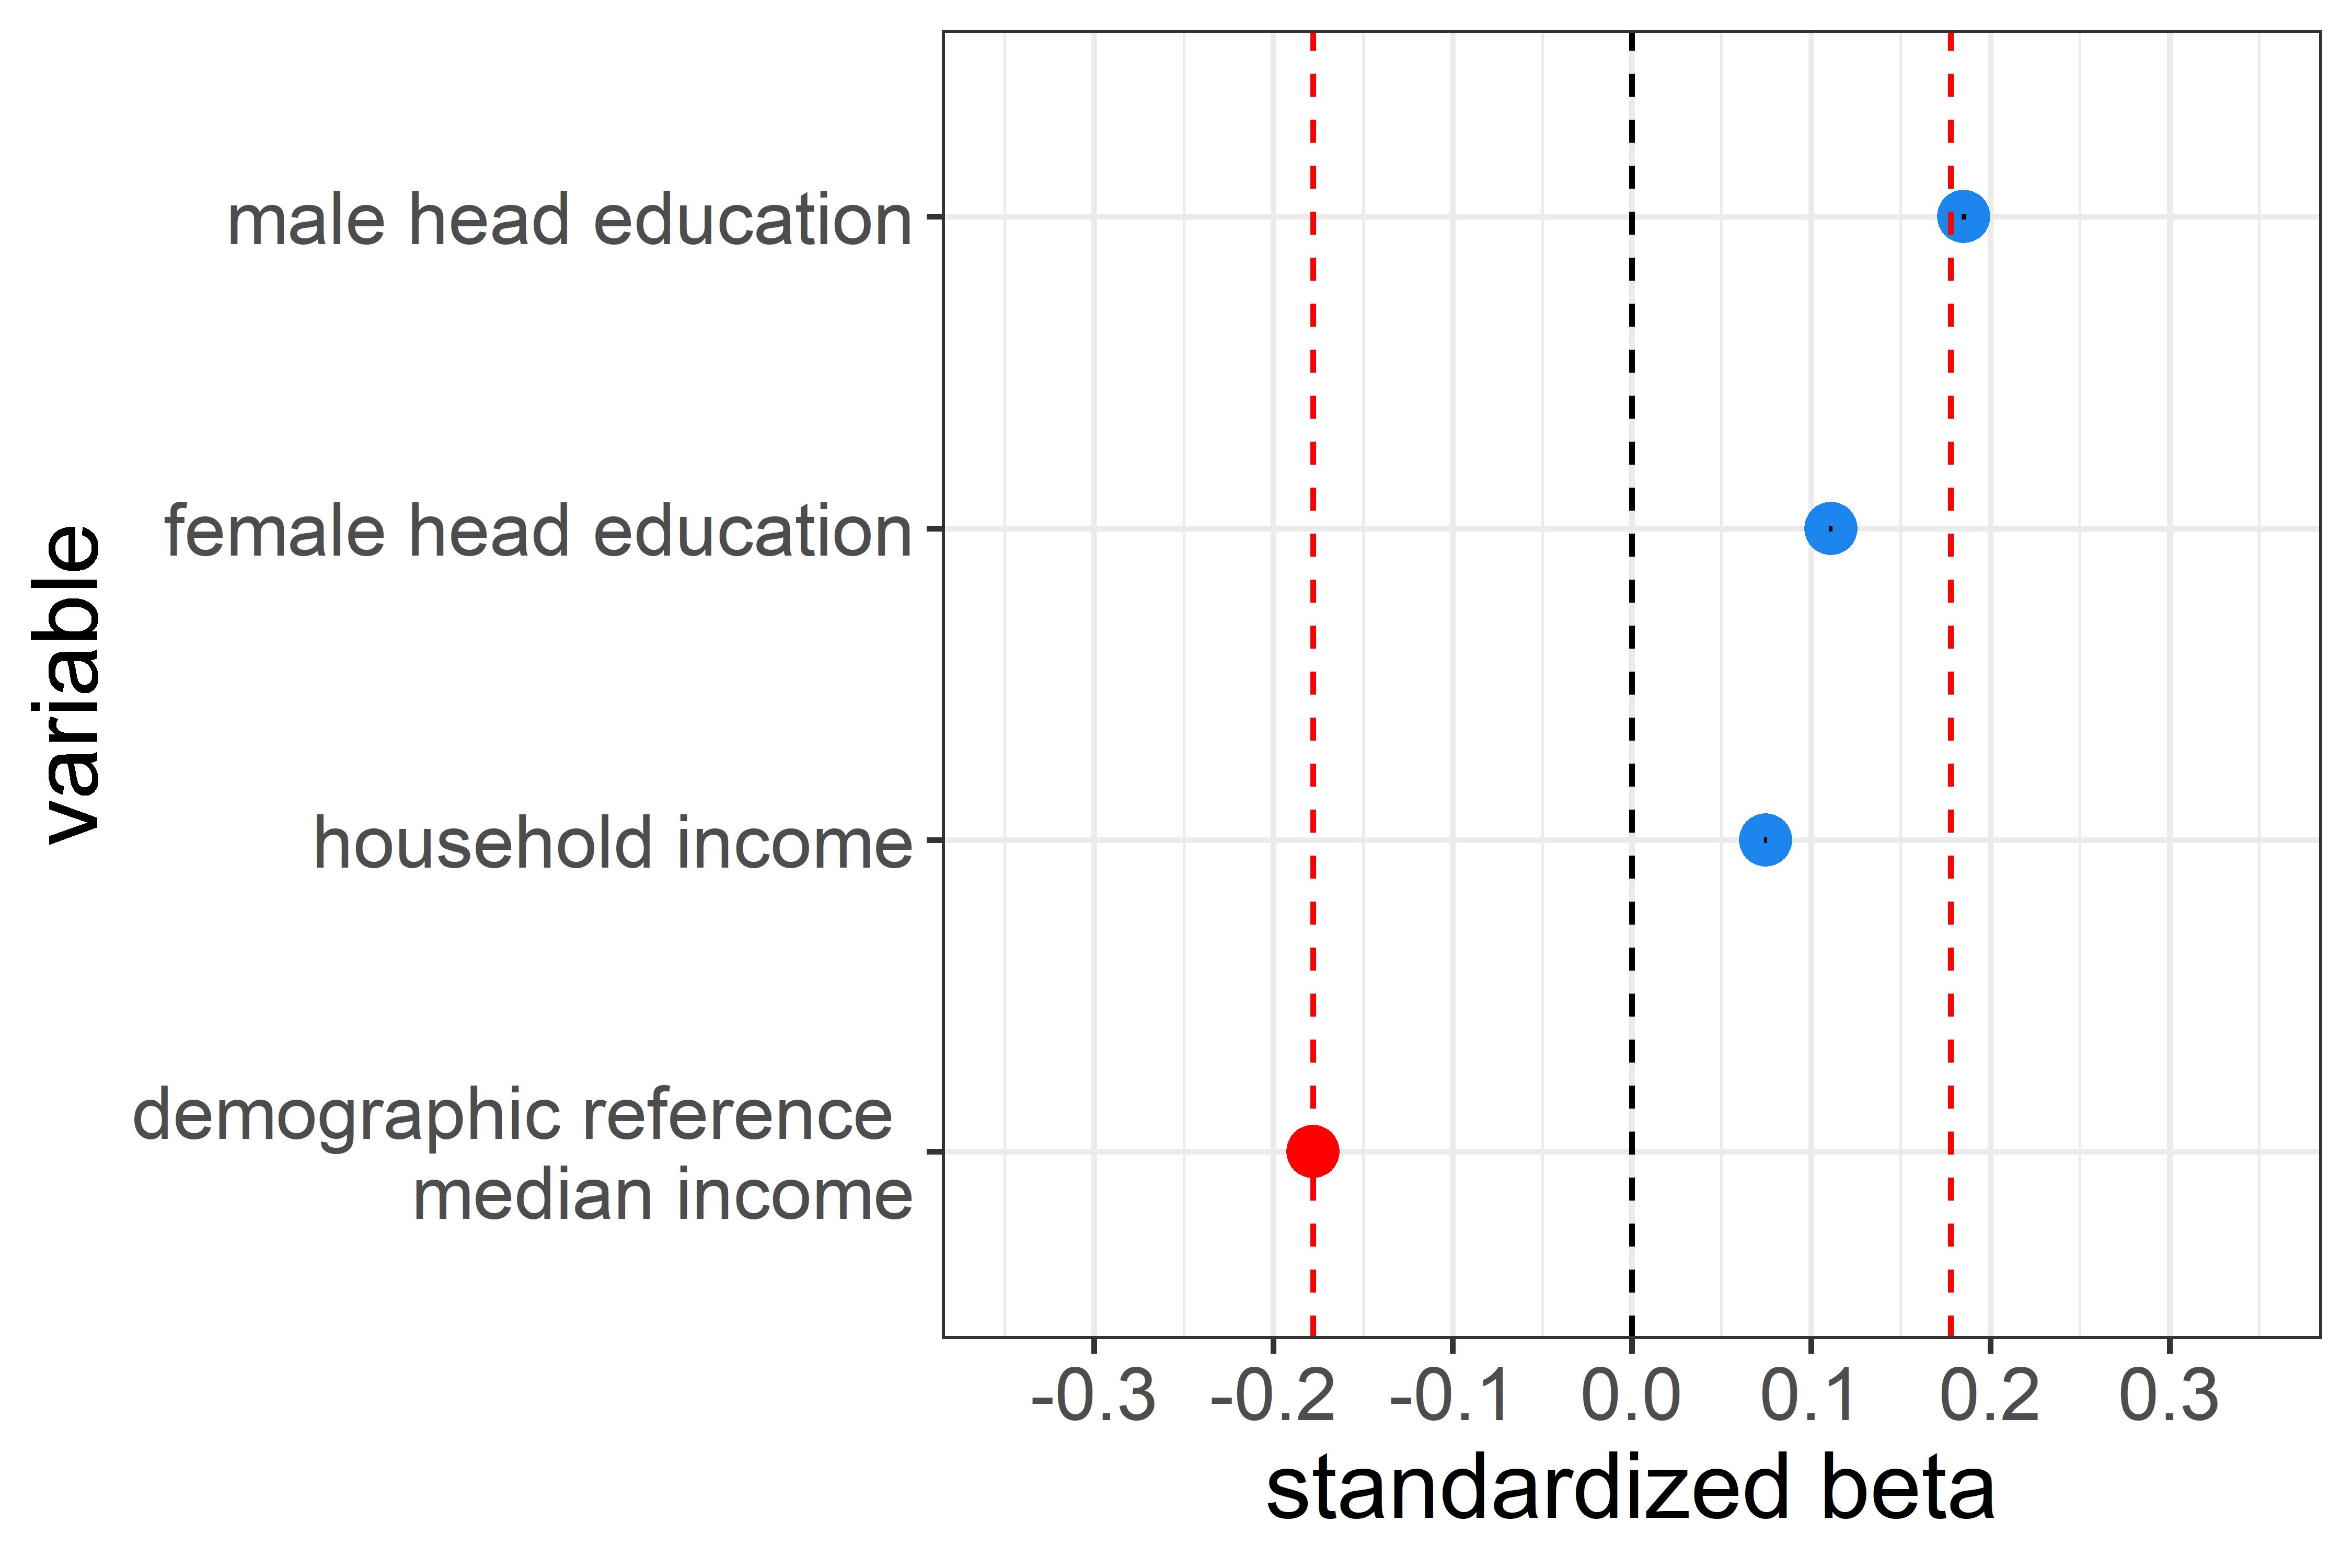 variable
male head education
female head education
household income
demographic reference
median income
-0.3 -0.2 -0.1 0.0 0.1 0.2 0.3
standardized beta